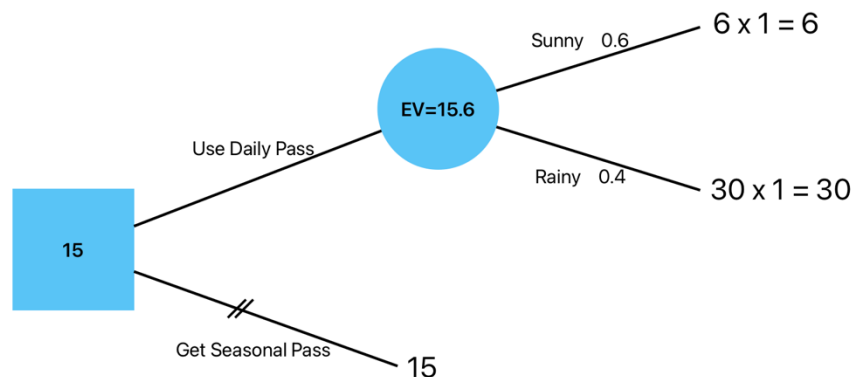 Sunny 0.6
6 x 1 = 6
EV=15.6
Use Daily Pass
Rainy 0.4
30 x 1 = 30
15
Get Seasonal Pass
15